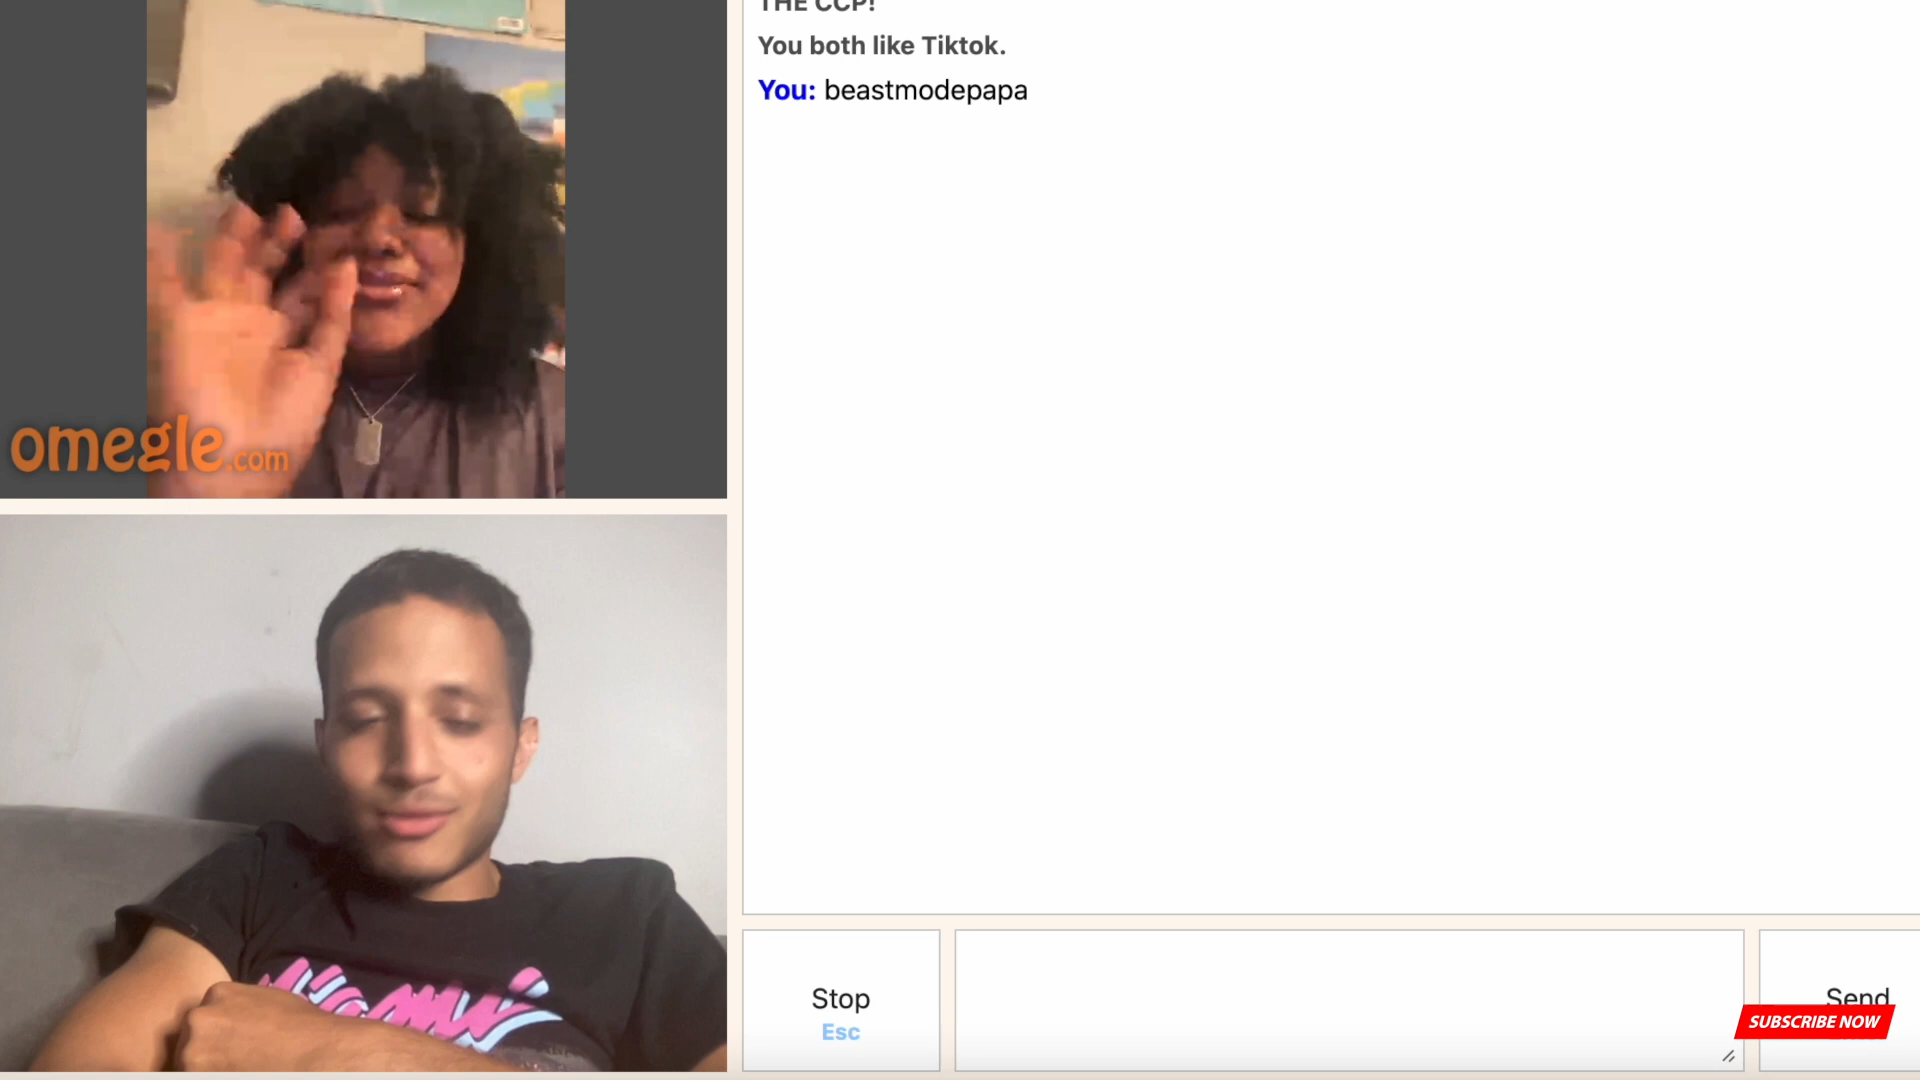 THE CCP!
You both like Tiktok.
You: beastmodepapa
omegle.com
Stop
Esc
Send
SUBSCRIBE NOW